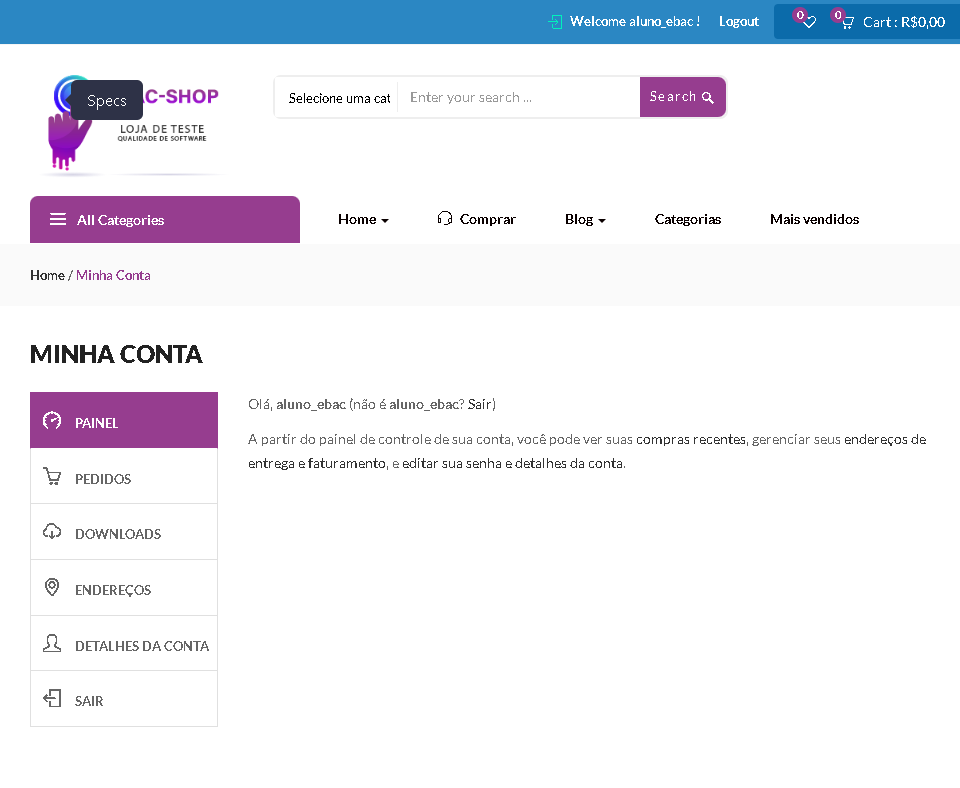 Welcome aluno_ebac ! Logout 0 0 Cart : R$0,00
Specs
C-SHOP
LOJA DE TESTE
QUALIDADE DE SOFTWARE
Selecione uma cat Enter your search ... Search
All Categories Home Comprar Blog Categorias Mais vendidos
Home / Minha Conta
MINHA CONTA
PAINEL
PEDIDOS
DOWNLOADS
ENDEREÇOS
DETALHES DA CONTA
SAIR
Olá, aluno_ebac (não é aluno_ebac? Sair)
A partir do painel de controle de sua conta, você pode ver suas compras recentes, gerenciar seus endereços de
entrega e faturamento, e editar sua senha e detalhes da conta.